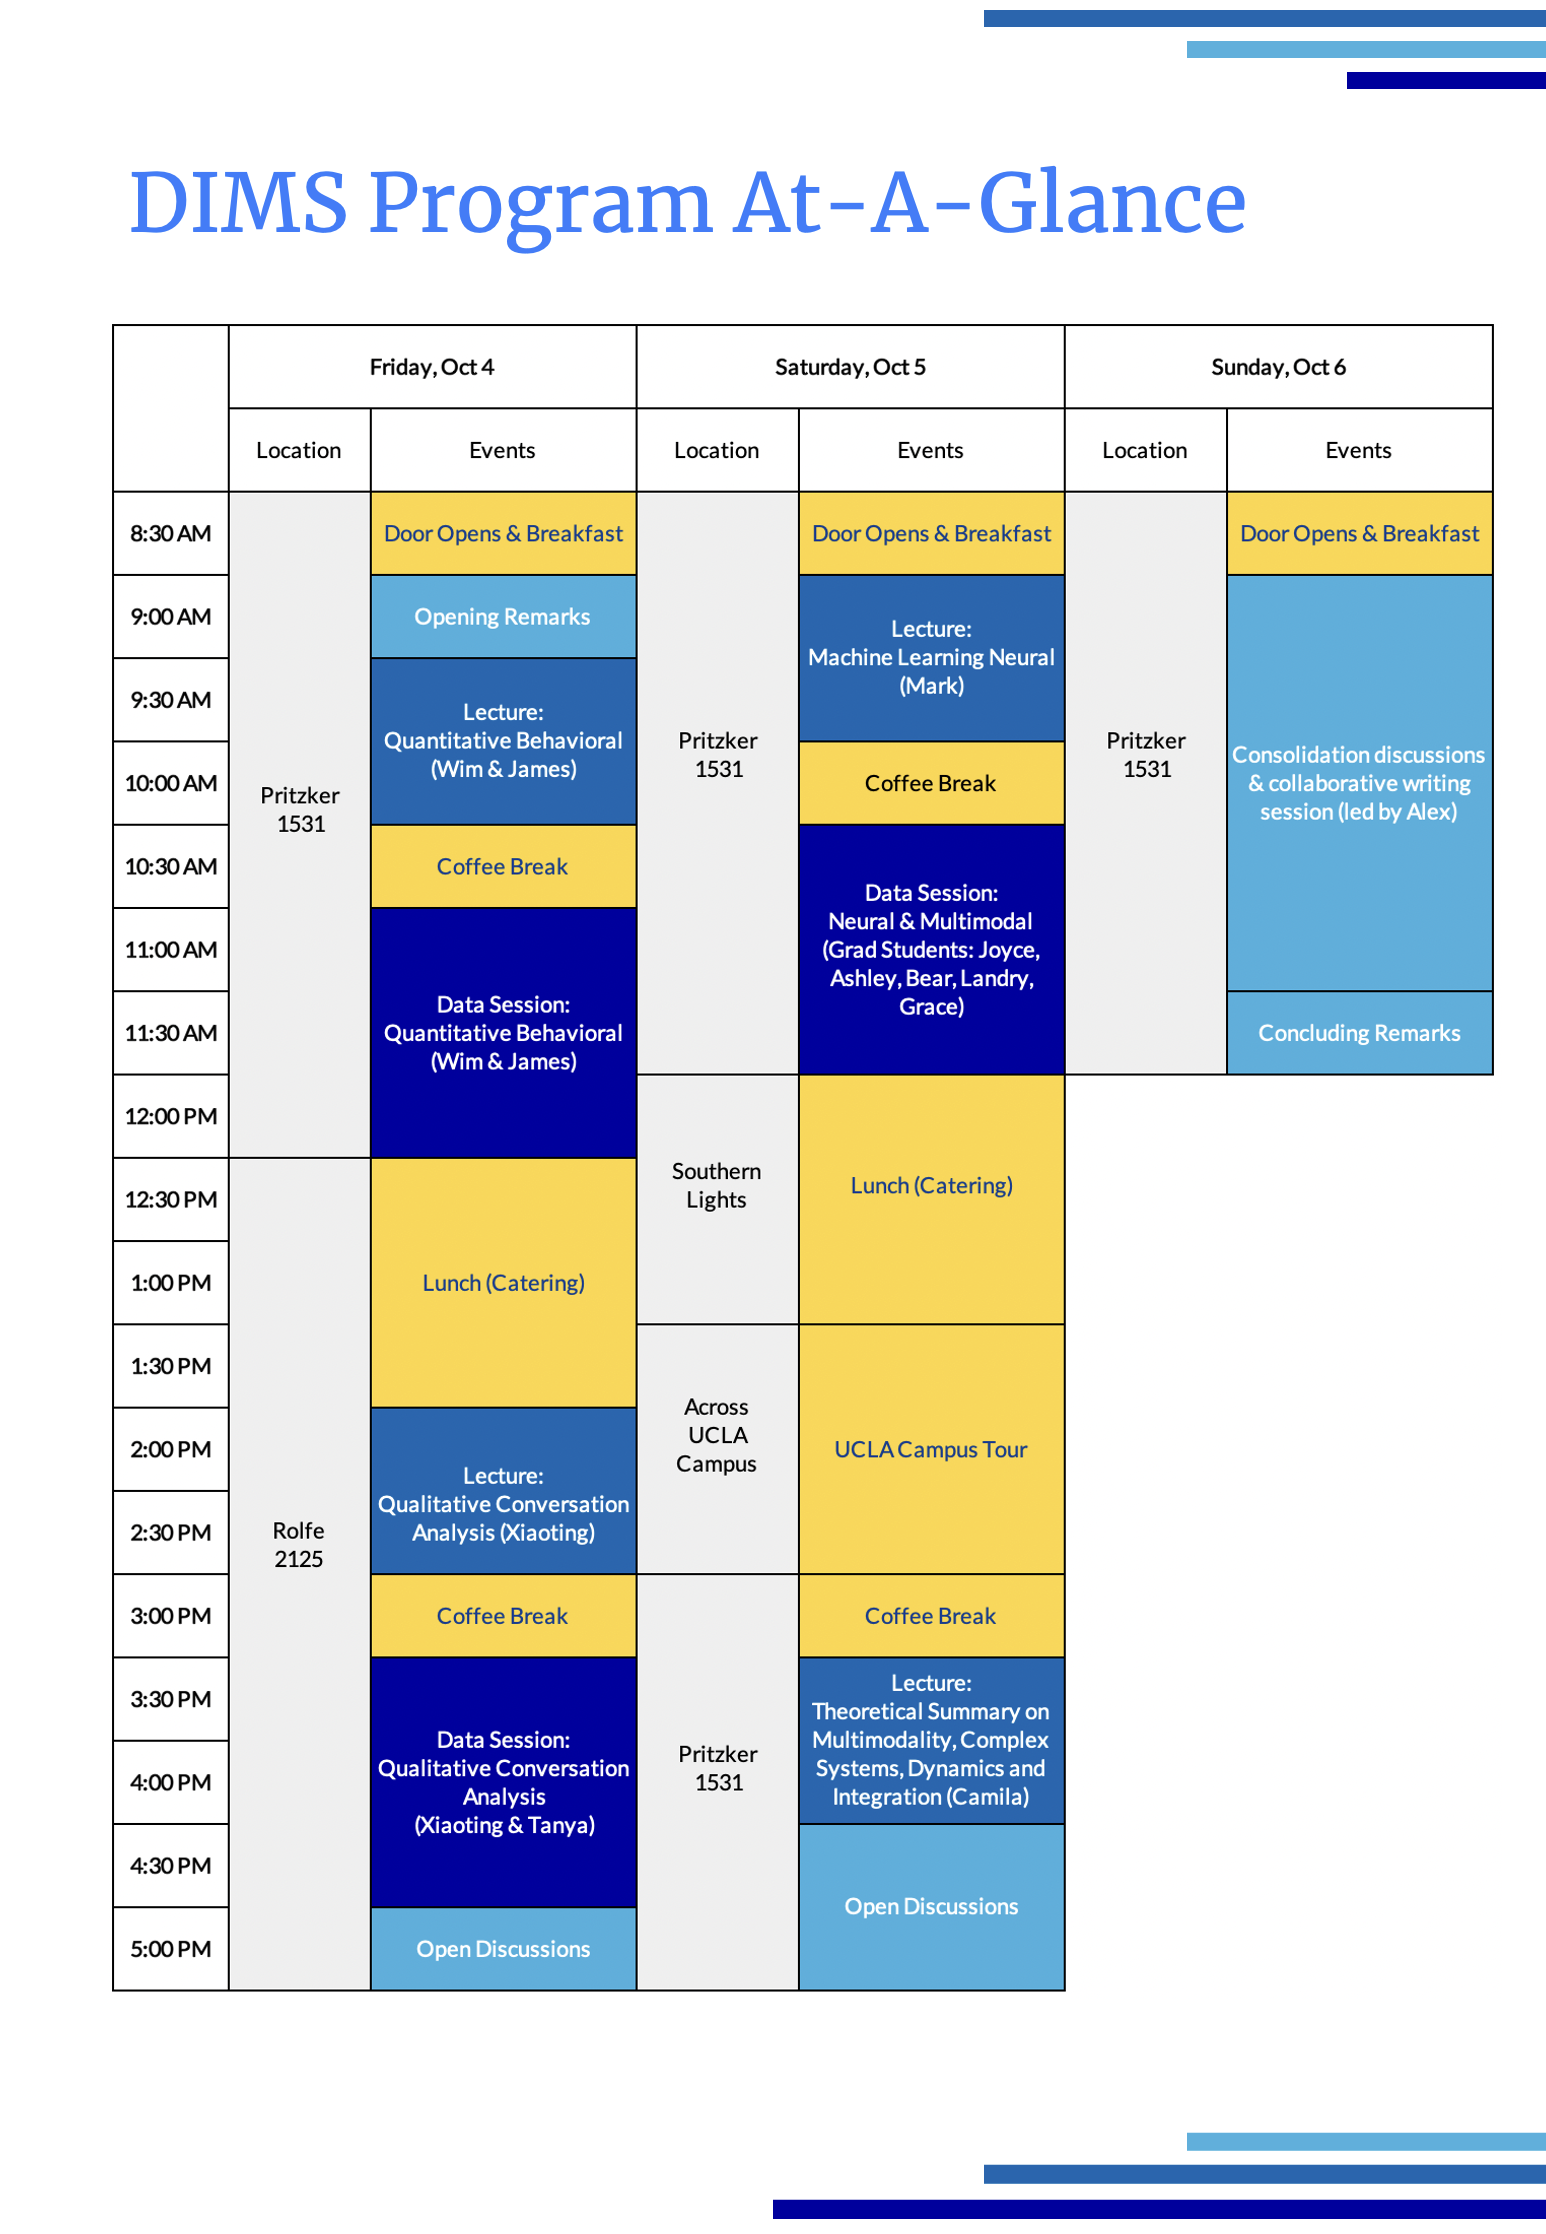 DIMS Program At-A-Glance
Friday, Oct 4
Saturday, Oct 5
Sunday, Oct 6
Location
Events
Location
Events
Location
Events
8:30 AM
9:00 AM
9:30 AM
10:00 AM
10:30 AM
11:00 AM
11:30 AM
12:00 PM
12:30 PM
1:00 PM
1:30 PM
2:00 PM
2:30 PM
3:00 PM
3:30 PM
4:00 PM
4:30 PM
5:00 PM
Pritzker
1531
Rolfe
2125
Door Opens & Breakfast
Opening Remarks
Lecture:
Quantitative Behavioral
(Wim & James)
Coffee Break
Data Session:
Quantitative Behavioral
(Wim & James)
Lunch (Catering)
Lecture:
Qualitative Conversation
Analysis (Xiaoting)
Coffee Break
Data Session:
Qualitative Conversation
Analysis
(Xiaoting & Tanya)
Open Discussions
Pritzker
1531
Southern
Lights
Across
UCLA
Campus
Pritzker
1531
Door Opens & Breakfast
Lecture:
Machine Learning Neural
(Mark)
Coffee Break
Data Session:
Neural & Multimodal
(Grad Students: Joyce,
Ashley, Bear, Landry,
Grace)
Lunch (Catering)
UCLA Campus Tour
Coffee Break
Lecture:
Theoretical Summary on
Multimodality, Complex
Systems, Dynamics and
Integration (Camila)
Open Discussions
Pritzker
1531
Door Opens & Breakfast
Consolidation discussions
& collaborative writing
session (led by Alex)
Concluding Remarks